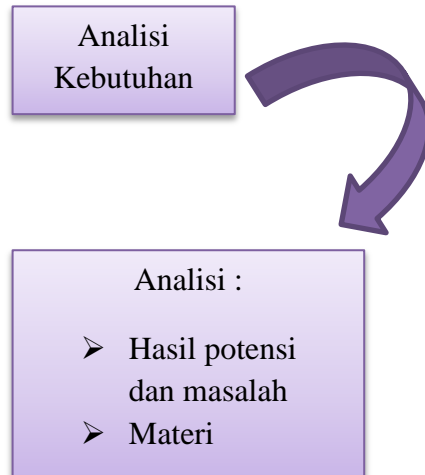 Analisi
Kebutuhan
Analisi :
➤ Hasil potensi
dan masalah
➤ Materi